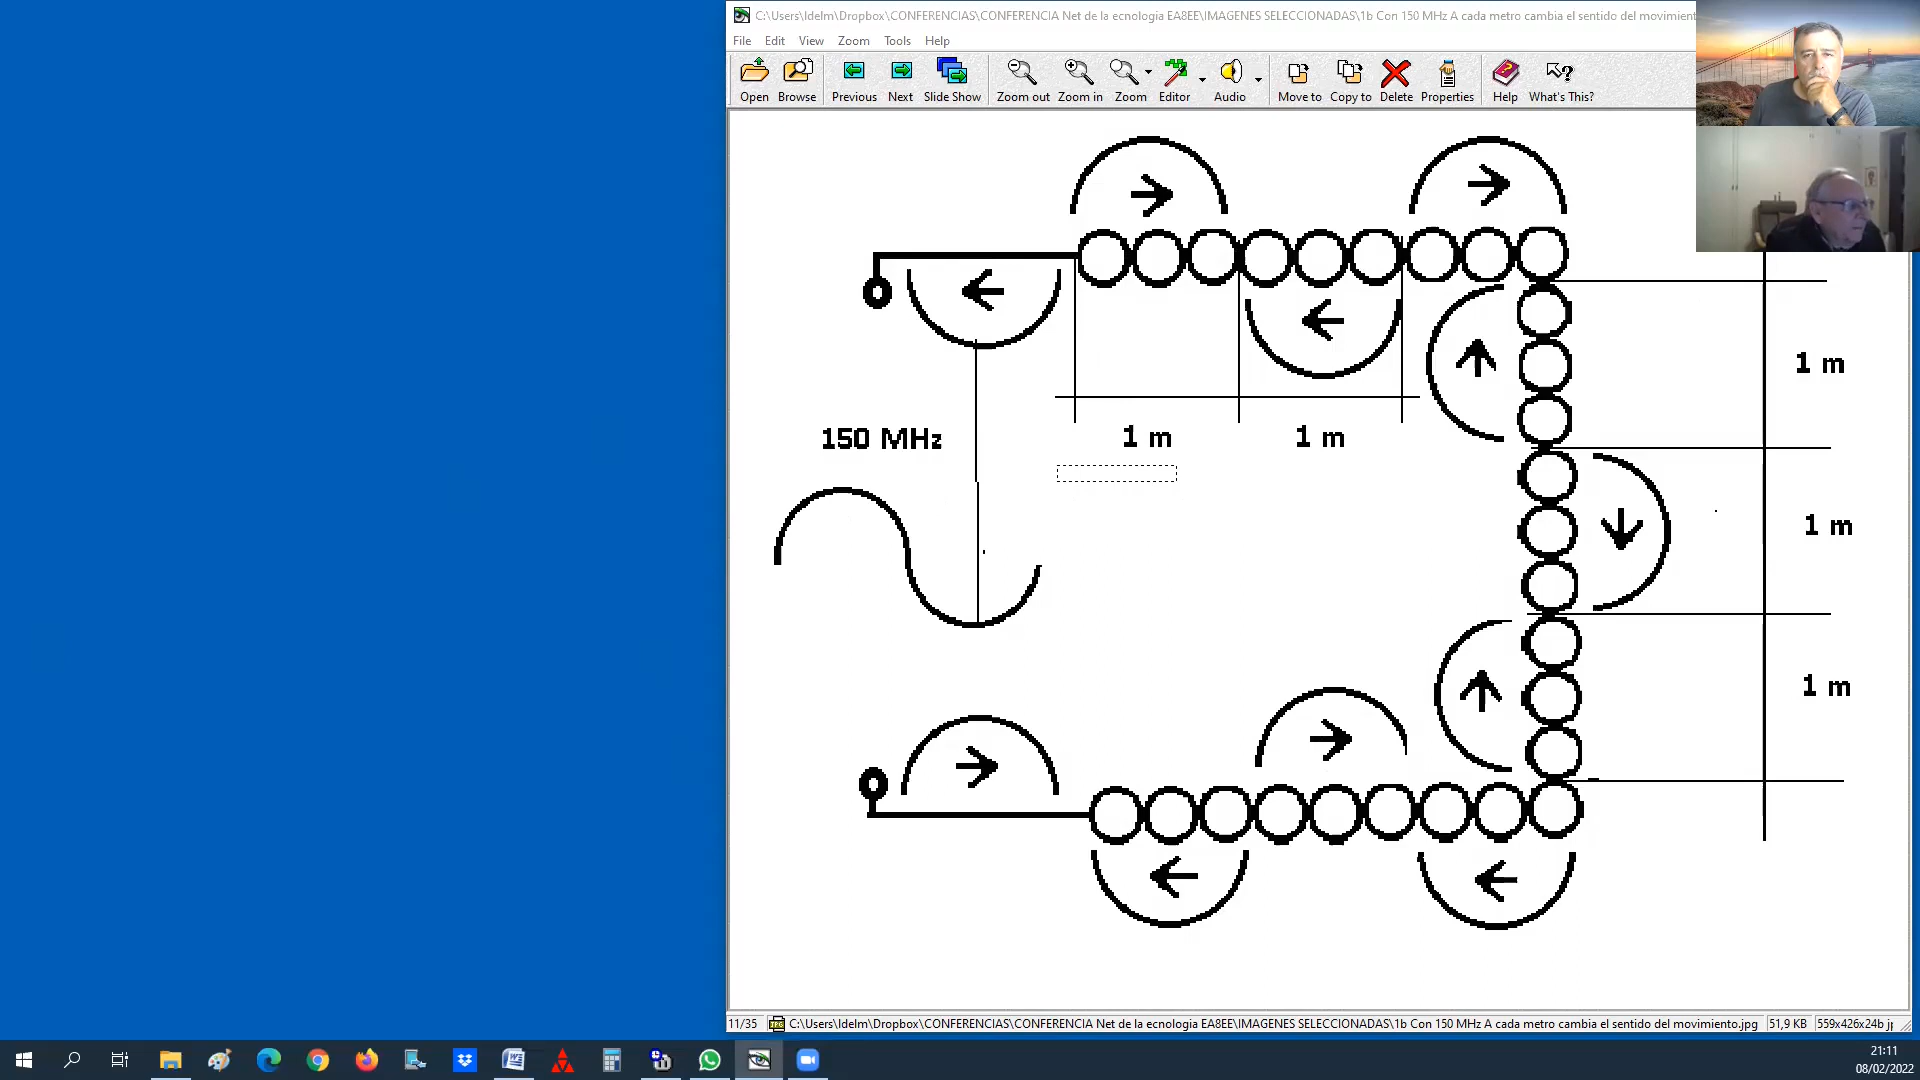 C:\Users\Idelm\Dropbox\CONFERENCIAS\CONFERENCIA Net de la ecnologia EA8EE\IMAGENES SELECCIONADAS\1b Con 150 MHz A cada metro cambia el sentido del movimient
File Edit View Zoom Tools Help
Open Browse Previous Next Slide Show Zoom out Zoom in Zoom Editor Audio Move to Copy to Delete Properties Help What's This?
1 m
150 MHz
1 m 1 m
1 m
1 m
11/35 C:\Users\Idelm\Dropbox\CONFERENCIAS\CONFERENCIA Net de la ecnologia EA8EE\IMAGENES SELECCIONADAS\1b Con 150 MHz A cada metro cambia el sentido del movimiento.jpg 51,9 KB 559x426x24b
21:11
08/02/2022